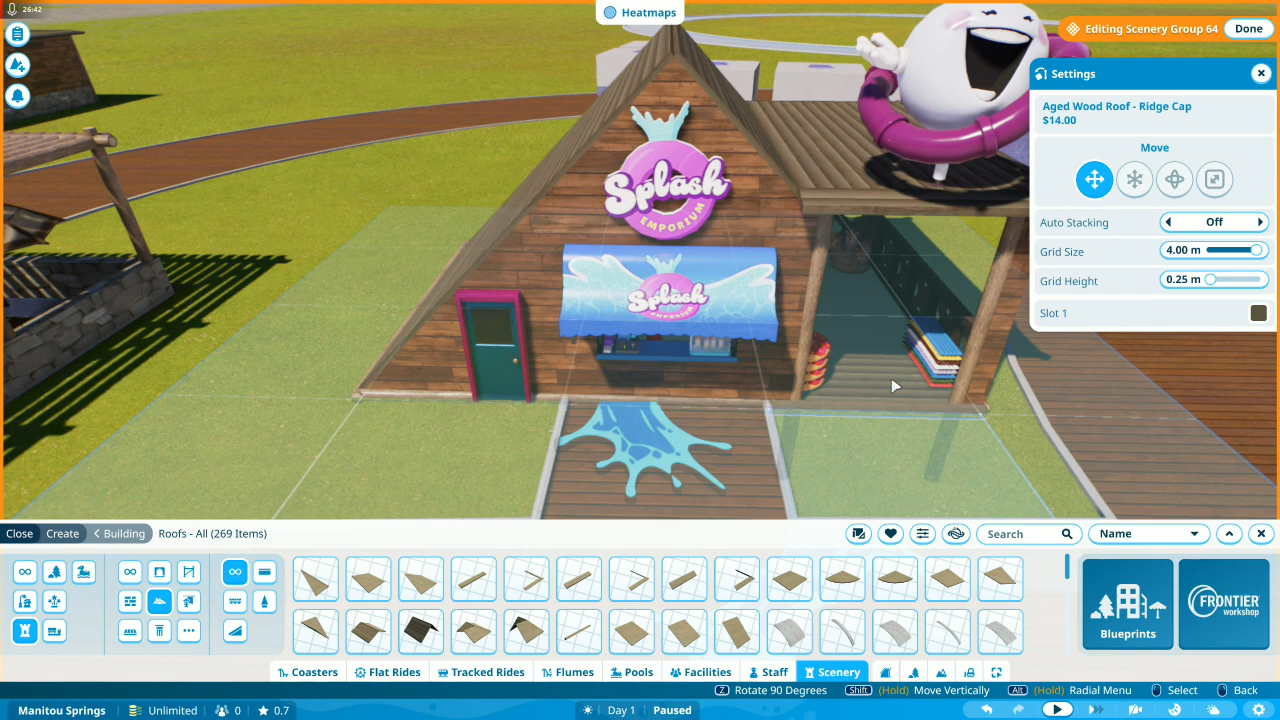 26:42
Heatmaps
Editing Scenery Group 64
Done
Settings
Aged Wood Roof - Ridge Cap
$14.00
Move
Auto Stacking
Off
Grid Size
4.00 m
Grid Height
0.25 m
Slot 1
Splash
EMPORIUM
Splash
EMPORIUM
Close
Create
Building
Roofs - All (269 Items)
Search
Name
Blueprints
FRONTIER
workshop
Coasters
Flat Rides
Tracked Rides
Flumes
Pools
Facilities
Staff
Scenery
Z Rotate 90 Degrees
Shift (Hold) Move Vertically
Alt (Hold) Radial Menu
Select
Back
Manitou Springs
Unlimited
0
0.7
Day 1
Paused